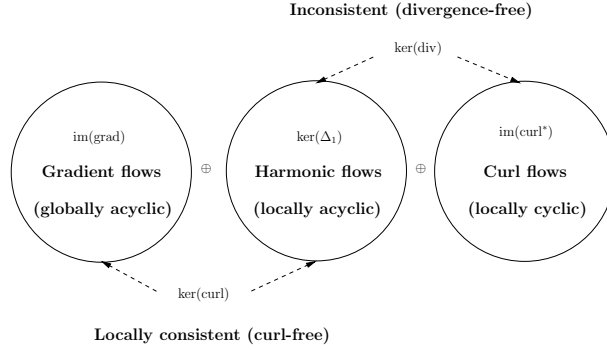 Inconsistent (divergence-free)
ker(div)
im(grad)
Gradient flows
(globally acyclic)
⊕
ker(Δ₁)
Harmonic flows
(locally acyclic)
⊕
im(curl*)
Curl flows
(locally cyclic)
ker(curl)
Locally consistent (curl-free)